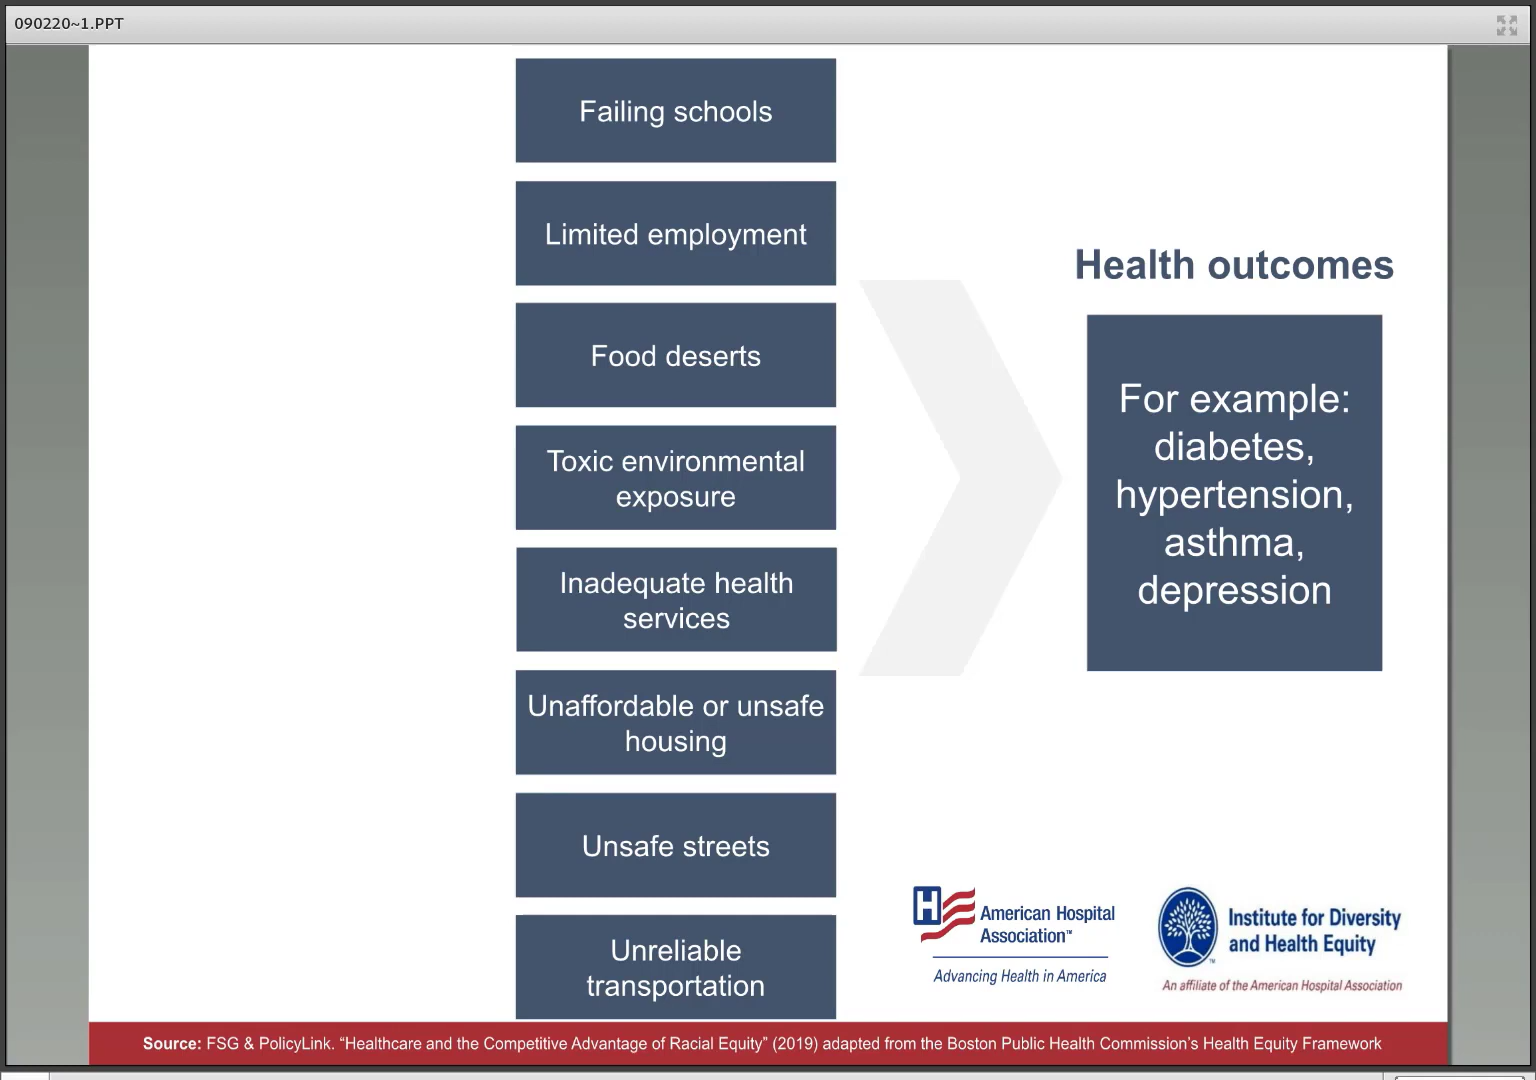 090220~1.PPT
Failing schools
Limited employment
Food deserts
Toxic environmental
exposure
Inadequate health
services
Unaffordable or unsafe
housing
Unsafe streets
Unreliable
transportation
Health outcomes
For example:
diabetes,
hypertension,
asthma,
depression
H
American Hospital
Association™
Advancing Health in America
Institute for Diversity
and Health Equity
TM
An affiliate of the American Hospital Association
Source: FSG & PolicyLink. “Healthcare and the Competitive Advantage of Racial Equity” (2019) adapted from the Boston Public Health Commission’s Health Equity Framework